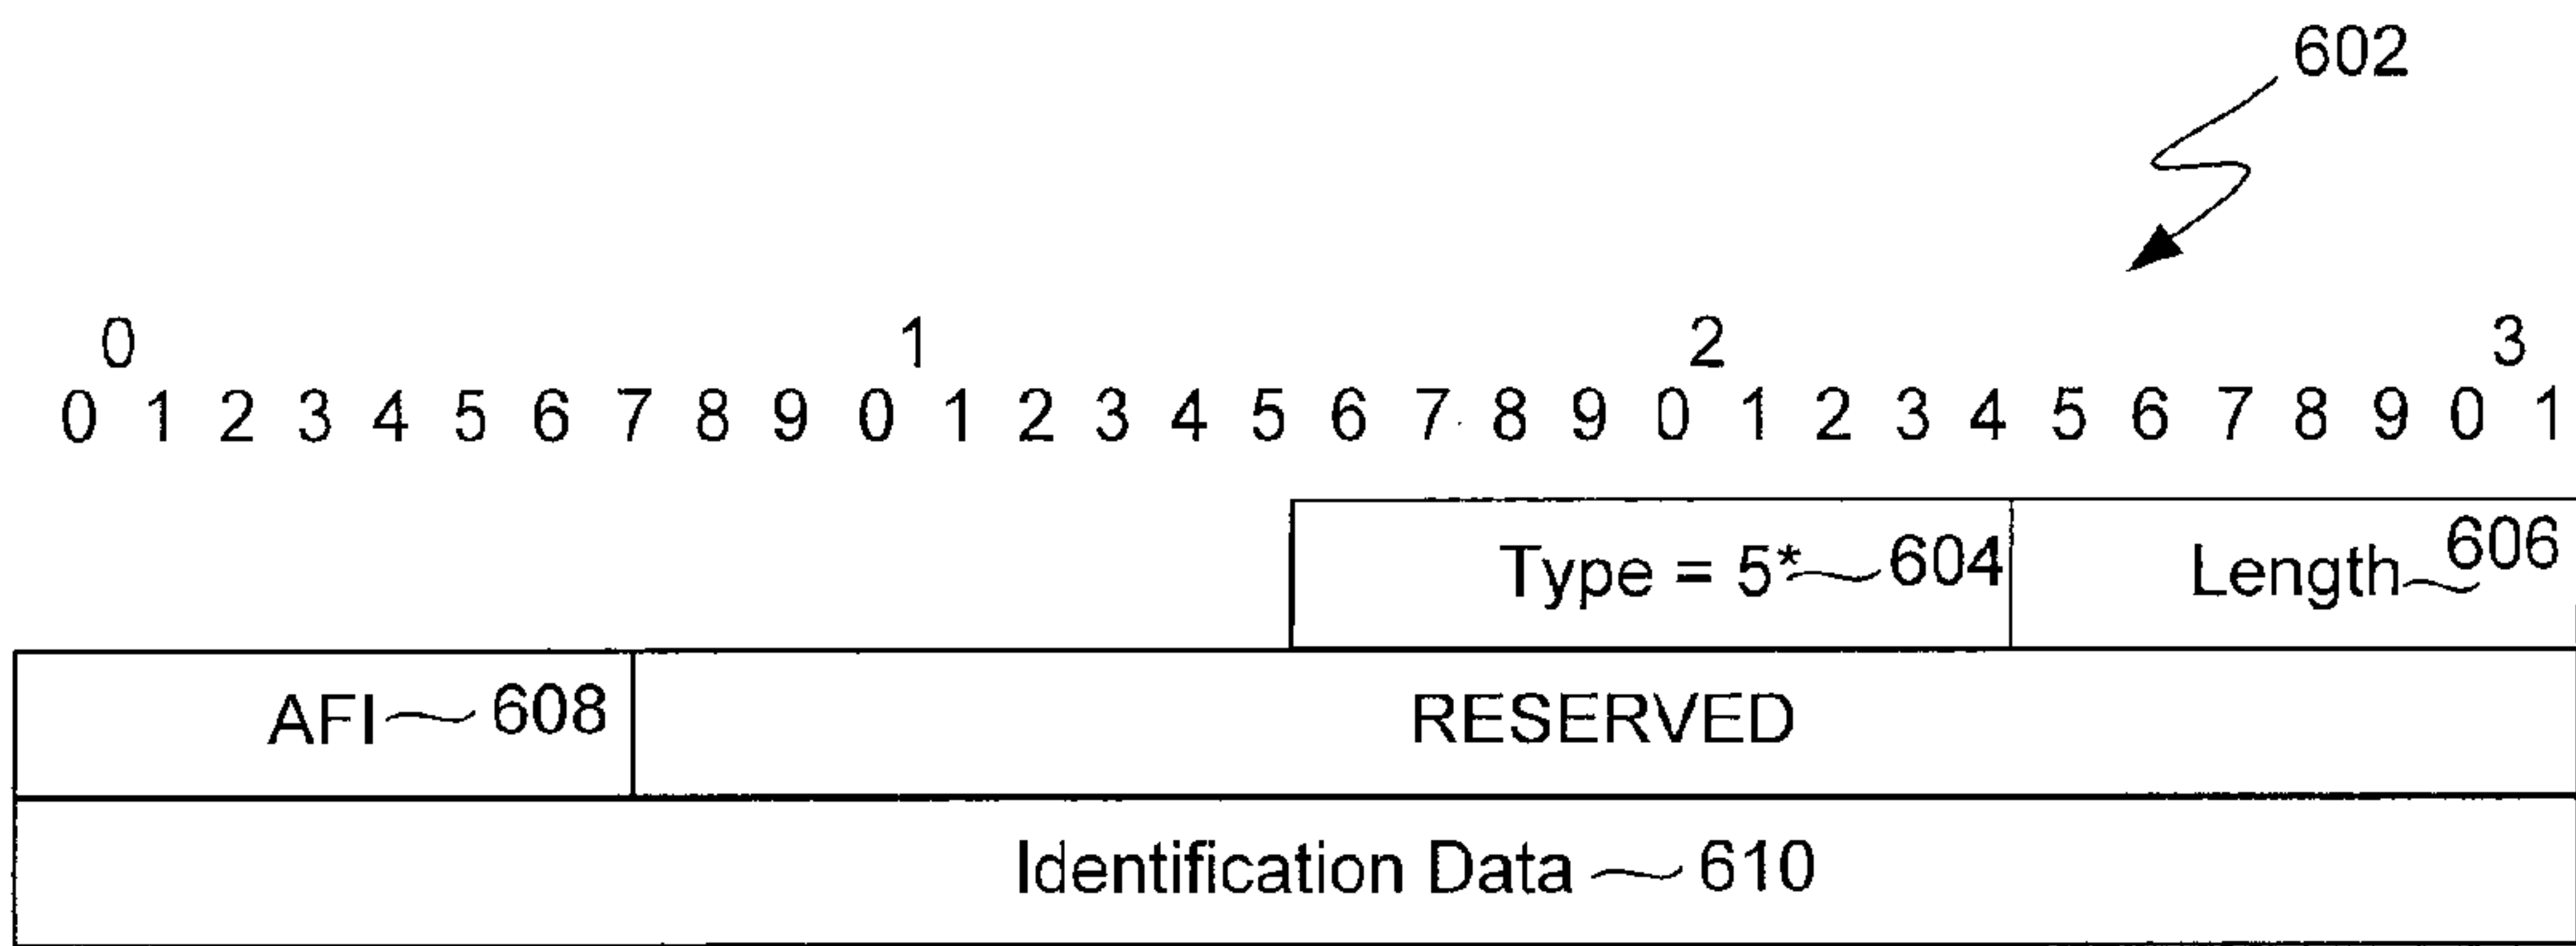 602
0 1 2 3
0 1 2 3 4 5 6 7 8 9 0 1 2 3 4 5 6 7 8 9 0 1 2 3 4 5 6 7 8 9 0 1
Type = 5* 604 Length 606
AFI 608 RESERVED
Identification Data 610